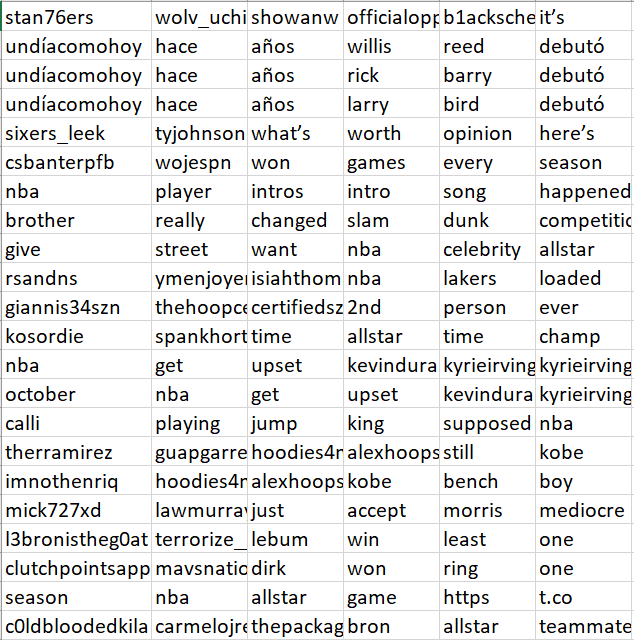 stan76ers wolv_uchi showanw officialopp b1acksche it's
undíacomohoy hace años willis reed debutó
undíacomohoy hace años rick barry debutó
undíacomohoy hace años larry bird debutó
sixers_leek tyjohnson what's worth opinion here's
csbanterpfb wojespn won games every season
nba player intros intro song happened
brother really changed slam dunk competitic
give street want nba celebrity allstar
rsandns ymenjoyer isiahthom nba lakers loaded
giannis34szn thehoopce certifiedsz 2nd person ever
kosordie spankhort time allstar time champ
nba get upset kevindura kyrieirving kyrieirving
october nba get upset kevindura kyrieirving
calli playing jump king supposed nba
therramirez guapgarre hoodies4r alexhoops still kobe
imnothenriq hoodies4r alexhoops kobe bench boy
mick727xd lawmurray just accept morris mediocre
l3bronistheg0at terrorize_ lebum win least one
clutchpointsapp mavsnatio dirk won ring one
season nba allstar game https t.co
c0ldbloodedkila carmelojre thepackag bron allstar teammate